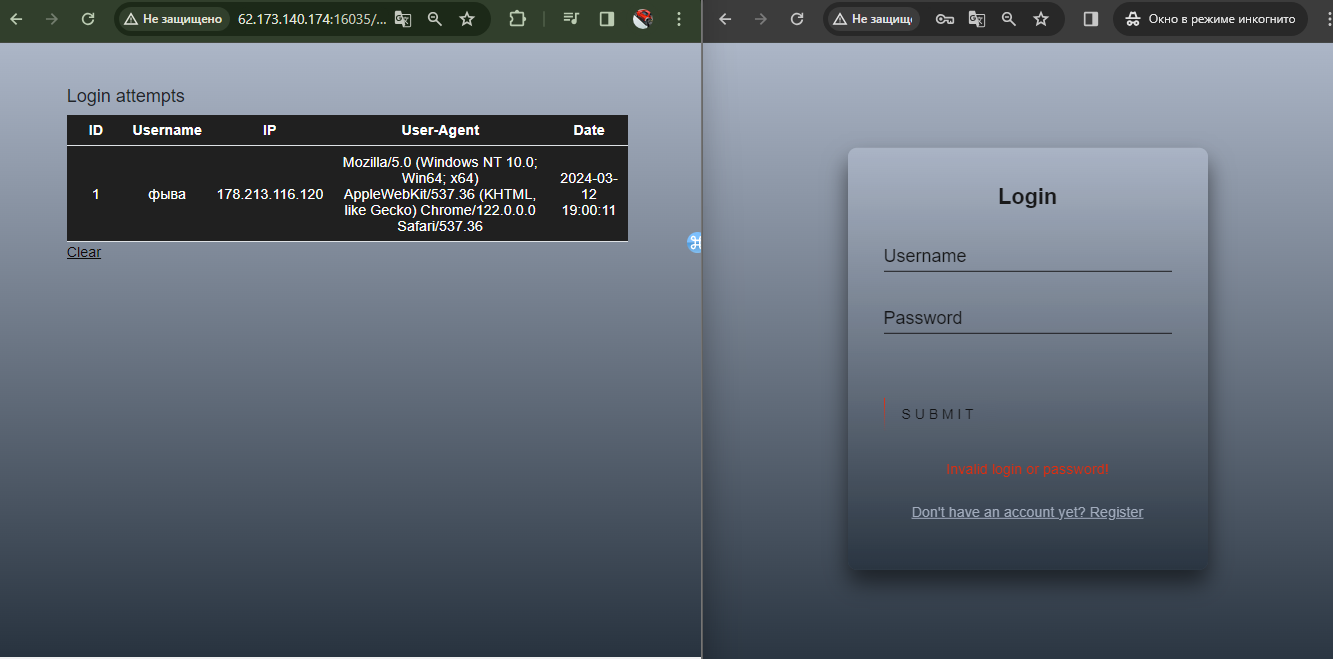 Не защищено 62.173.140.174:16035/...
Login attempts
ID Username IP User-Agent Date
1 фыва 178.213.116.120 Mozilla/5.0 (Windows NT 10.0;
Win64; x64)
AppleWebKit/537.36 (KHTML,
like Gecko) Chrome/122.0.0.0
Safari/537.36
2024-03-
12
19:00:11
Clear
Не защищ
Окно в режиме инкогнито
Login
Username
Password
SUBMIT
Invalid login or password!
Don't have an account yet? Register